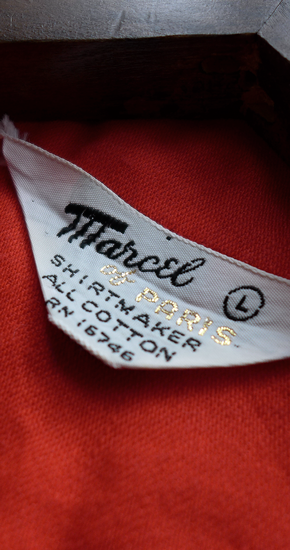 Marcel
of PARIS
L
SHIRTMAKER
ALL COTTON
RN 16746